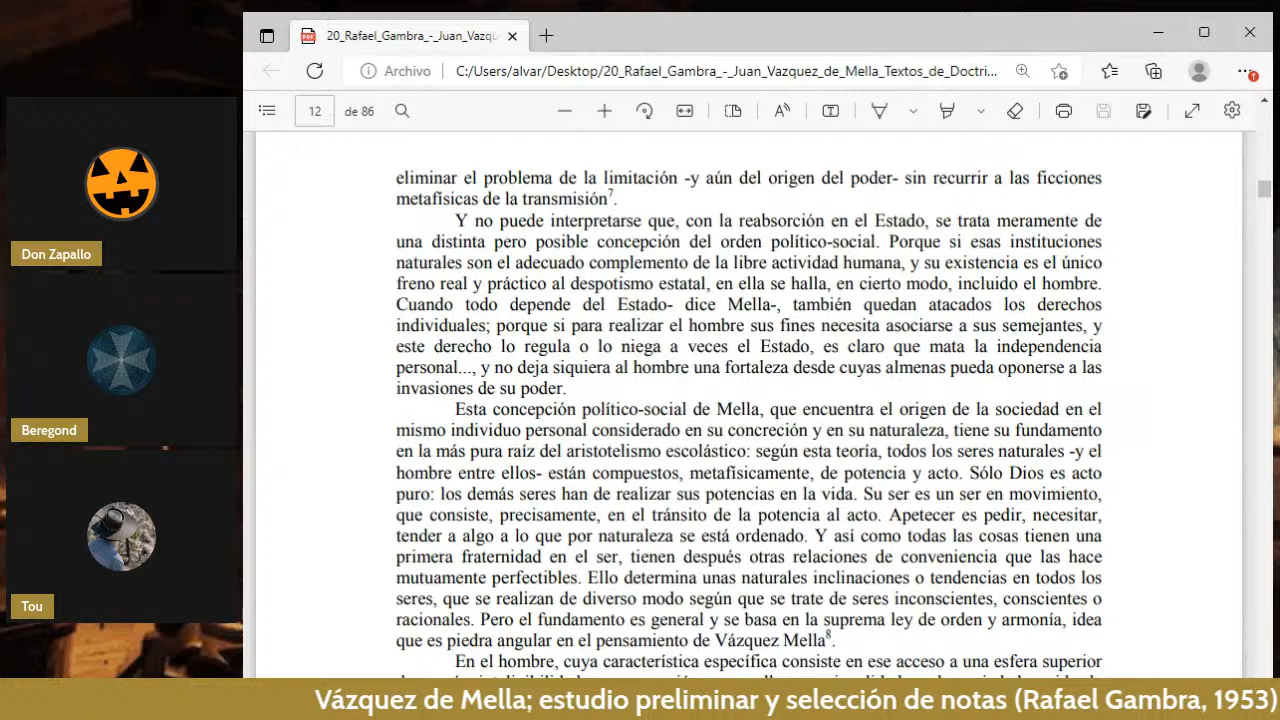 20_Rafael_Gambra_-_Juan_Vazqu
Archivo
C:/Users/alvar/Desktop/20_Rafael_Gambra_-_Juan_Vazquez_de_Mella_Textos_de_Doctri...
12 de 86
eliminar el problema de la limitación -y aún del origen del poder- sin recurrir a las ficciones
metafísicas de la transmisión7.
Y no puede interpretarse que, con la reabsorción en el Estado, se trata meramente de
una distinta pero posible concepción del orden político-social. Porque si esas instituciones
naturales son el adecuado complemento de la libre actividad humana, y su existencia es el único
freno real y práctico al despotismo estatal, en ella se halla, en cierto modo, incluido el hombre.
Cuando todo depende del Estado- dice Mella-, también quedan atacados los derechos
individuales; porque si para realizar el hombre sus fines necesita asociarse a sus semejantes, y
este derecho lo regula o lo niega a veces el Estado, es claro que mata la independencia
personal..., y no deja siquiera al hombre una fortaleza desde cuyas almenas pueda oponerse a las
invasiones de su poder.
Esta concepción político-social de Mella, que encuentra el origen de la sociedad en el
mismo individuo personal considerado en su concreción y en su naturaleza, tiene su fundamento
en la más pura raíz del aristotelismo escolástico: según esta teoría, todos los seres naturales -y el
hombre entre ellos- están compuestos, metafísicamente, de potencia y acto. Sólo Dios es acto
puro: los demás seres han de realizar sus potencias en la vida. Su ser es un ser en movimiento,
que consiste, precisamente, en el tránsito de la potencia al acto. Apetecer es pedir, necesitar,
tender a algo a lo que por naturaleza se está ordenado. Y así como todas las cosas tienen una
primera fraternidad en el ser, tienen después otras relaciones de conveniencia que las hace
mutuamente perfectibles. Ello determina unas naturales inclinaciones o tendencias en todos los
seres, que se realizan de diverso modo según que se trate de seres inconscientes, conscientes o
racionales. Pero el fundamento es general y se basa en la suprema ley de orden y armonía, idea
que es piedra angular en el pensamiento de Vázquez Mella8.
En el hombre, cuya característica específica consiste en ese acceso a una esfera superior
Don Zapallo
Beregond
Tou
Vázquez de Mella; estudio preliminar y selección de notas (Rafael Gambra, 1953)